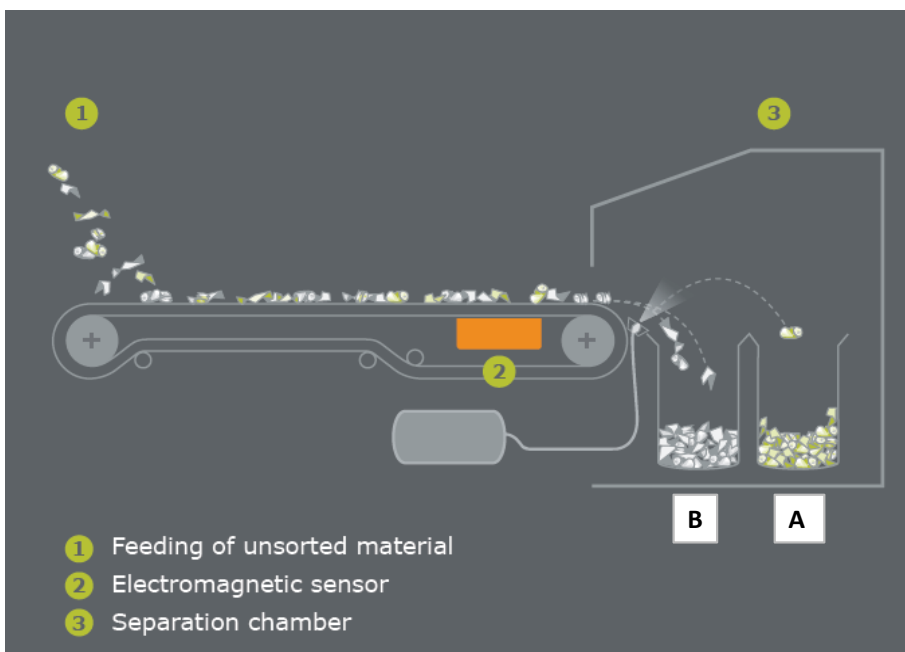 1
3
2
B
A
1 Feeding of unsorted material
2 Electromagnetic sensor
3 Separation chamber